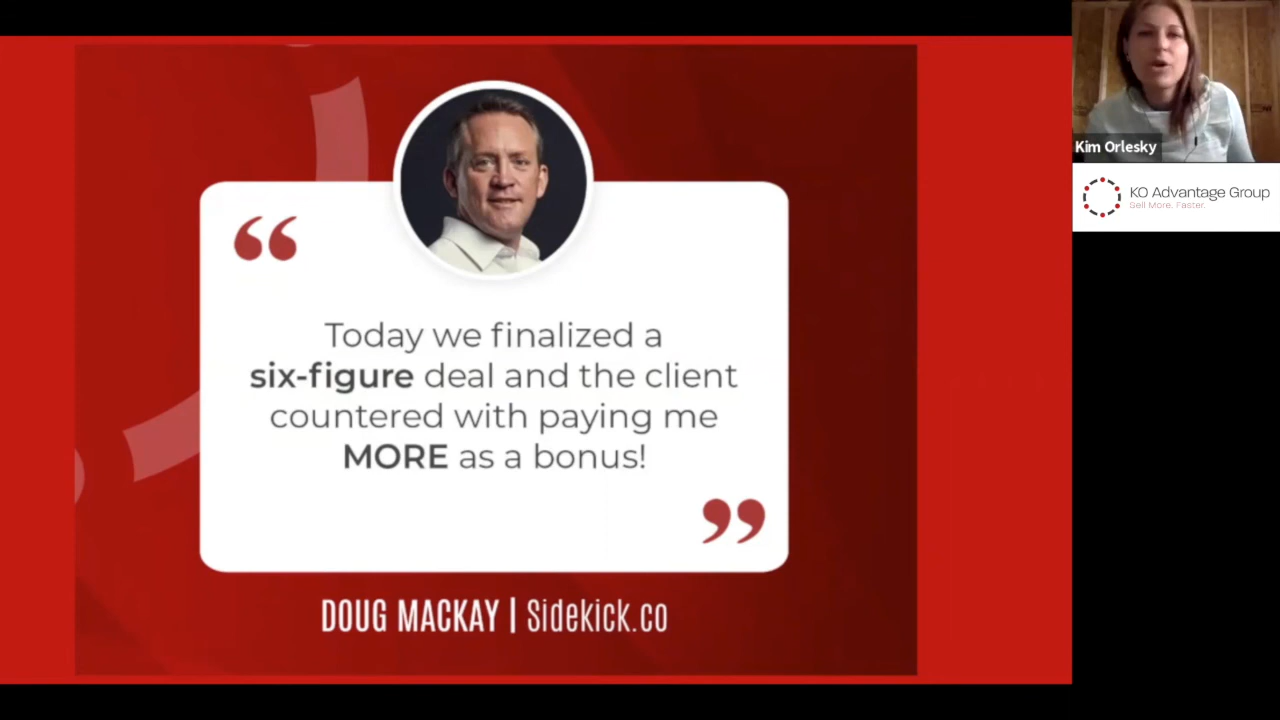 “
Today we finalized a
six-figure deal and the client
countered with paying me
MORE as a bonus!
”
DOUG MACKAY | Sidekick.co
Kim Orlesky
KO Advantage Group
Sell More. Faster.